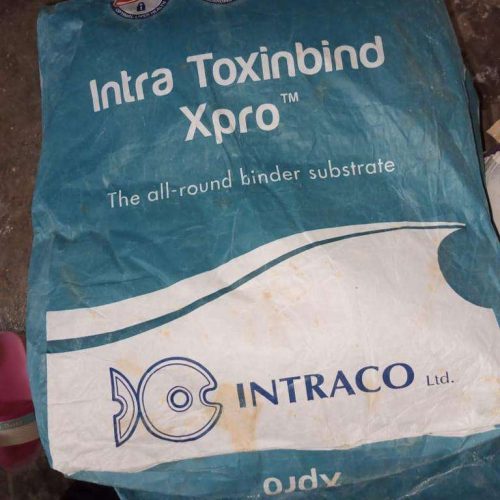 Intra Toxinbind
Xpro™
The all-round binder substrate
INTRACO Ltd.
Xpro